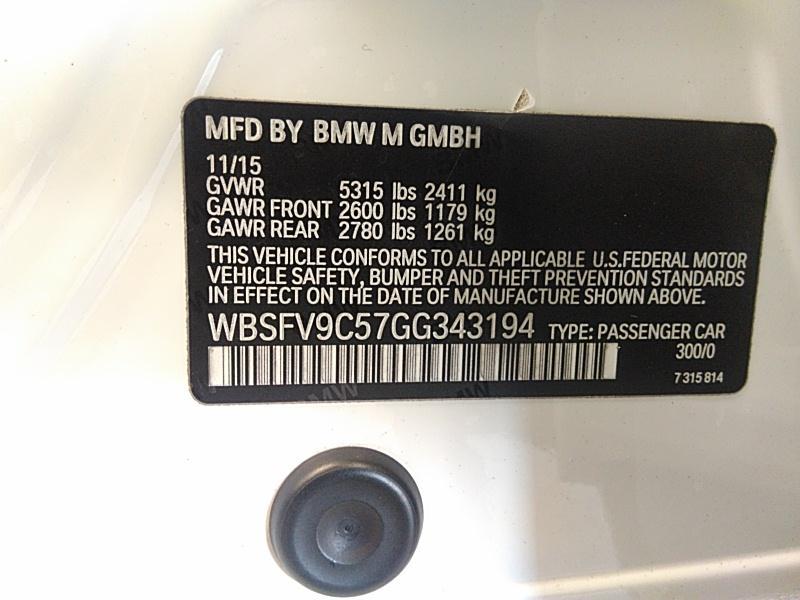 MFD BY BMW M GMBH
11/15
GVWR 5315 lbs 2411 kg
GAWR FRONT 2600 lbs 1179 kg
GAWR REAR 2780 lbs 1261 kg
THIS VEHICLE CONFORMS TO ALL APPLICABLE U.S.FEDERAL MOTOR
VEHICLE SAFETY, BUMPER AND THEFT PREVENTION STANDARDS
IN EFFECT ON THE DATE OF MANUFACTURE SHOWN ABOVE.
WBSFV9C57GG343194 TYPE: PASSENGER CAR
300/0
7 315 814